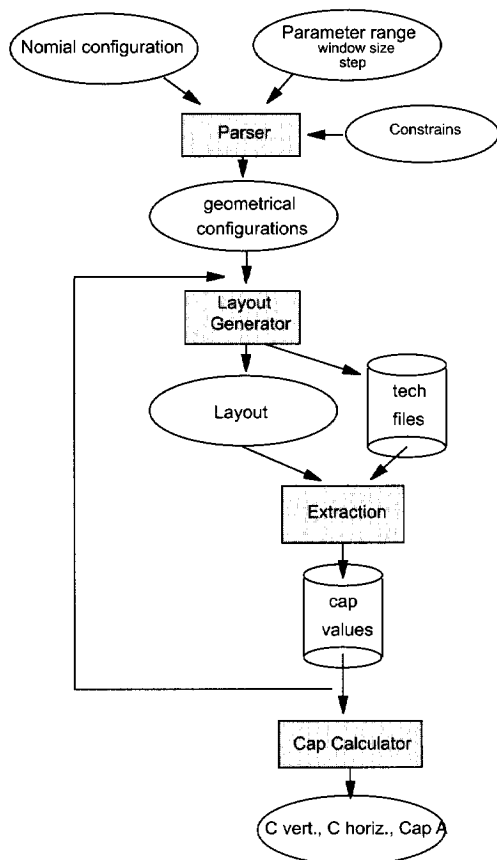 Nomial configuration
Parameter range
window size
step
Parser
Constrains
geometrical
configurations
Layout
Generator
Layout
tech
files
Extraction
cap
values
Cap Calculator
C vert., C horiz., Cap A